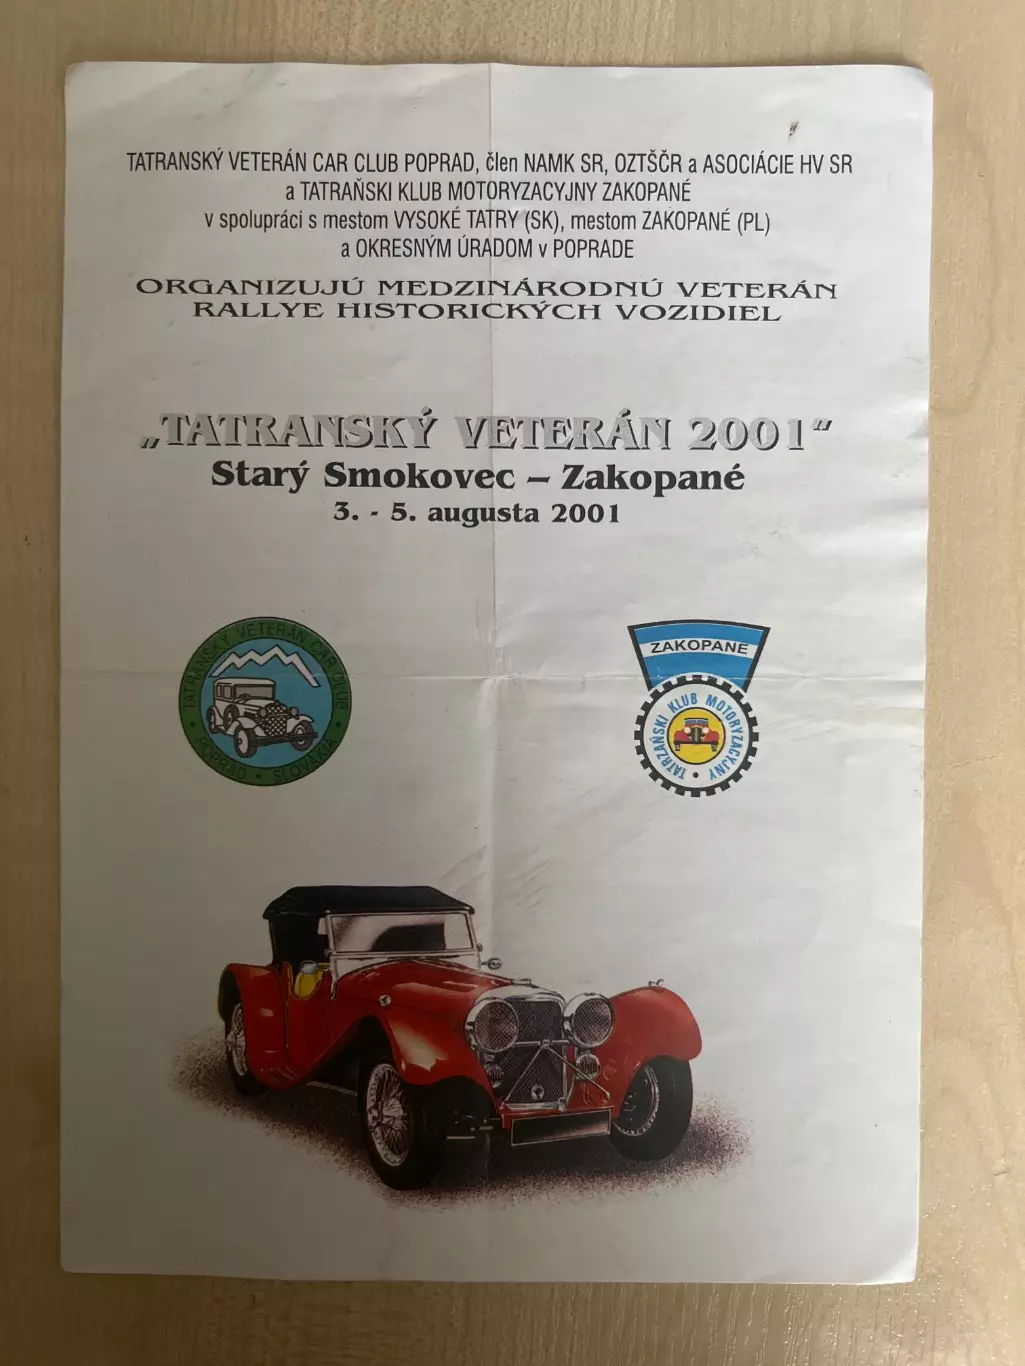 TATRANSKÝ VETERÁN CAR CLUB POPRAD, člen NAMK SR, OZTŠČR a ASOCIÁCIE HV SR
a TATRAŇSKI KLUB MOTORYZACYJNY ZAKOPANÉ
v spolupráci s mestom VYSOKÉ TATRY (SK), mestom ZAKOPANÉ (PL)
a OKRESNÝM ÚRADOM v POPRADE
ORGANIZUJÚ MEDZINÁRODNÚ VETERÁN
RALLYE HISTORICKÝCH VOZIDIEL
„TATRANSKÝ VETERÁN 2001"
Starý Smokovec – Zakopané
3. - 5. augusta 2001
TATRANSKÝ VETERÁN CAR CLUB
POPRAD • SLOVAKIA
ZAKOPANE
TATRZAŃSKI KLUB MOTORYZACYJNY